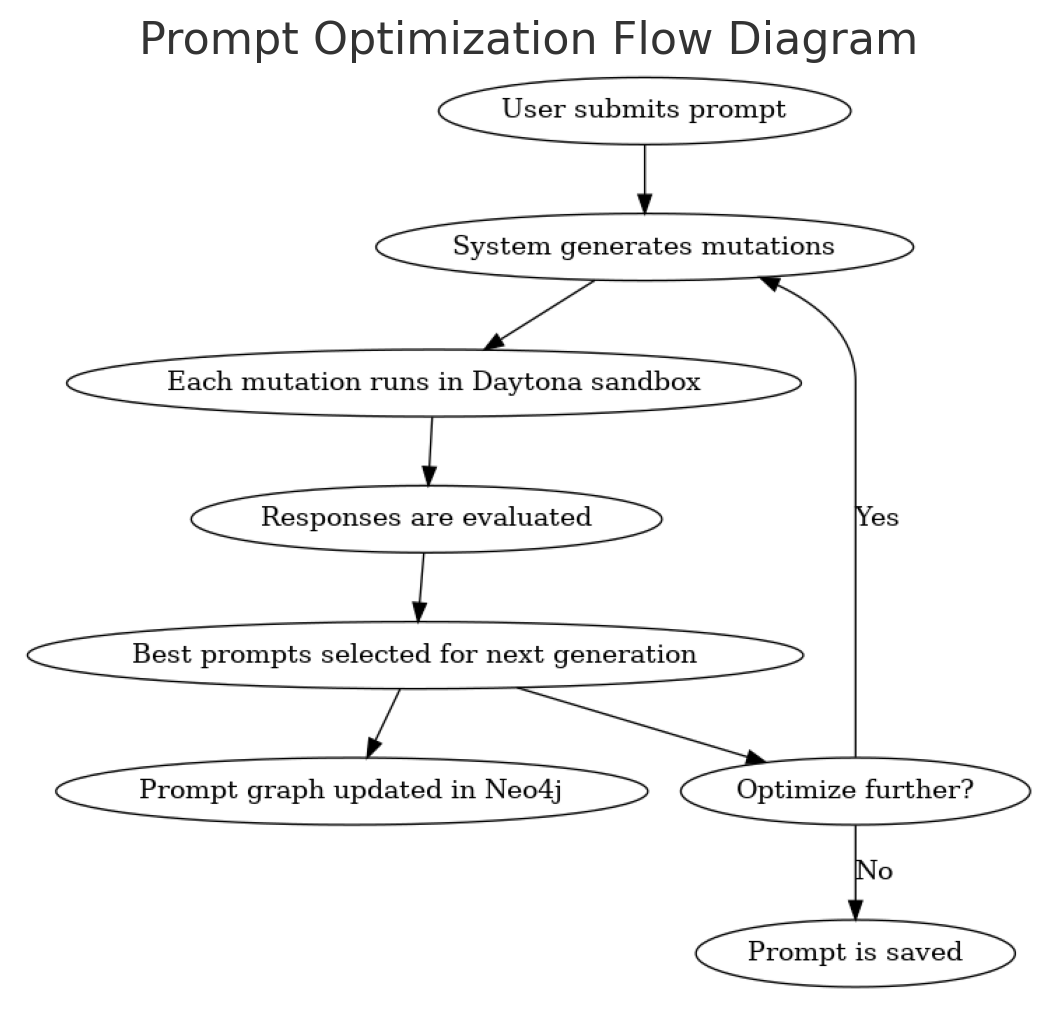 Prompt Optimization Flow Diagram
User submits prompt
System generates mutations
Each mutation runs in Daytona sandbox
Responses are evaluated
Yes
Best prompts selected for next generation
Prompt graph updated in Neo4j
Optimize further?
No
Prompt is saved